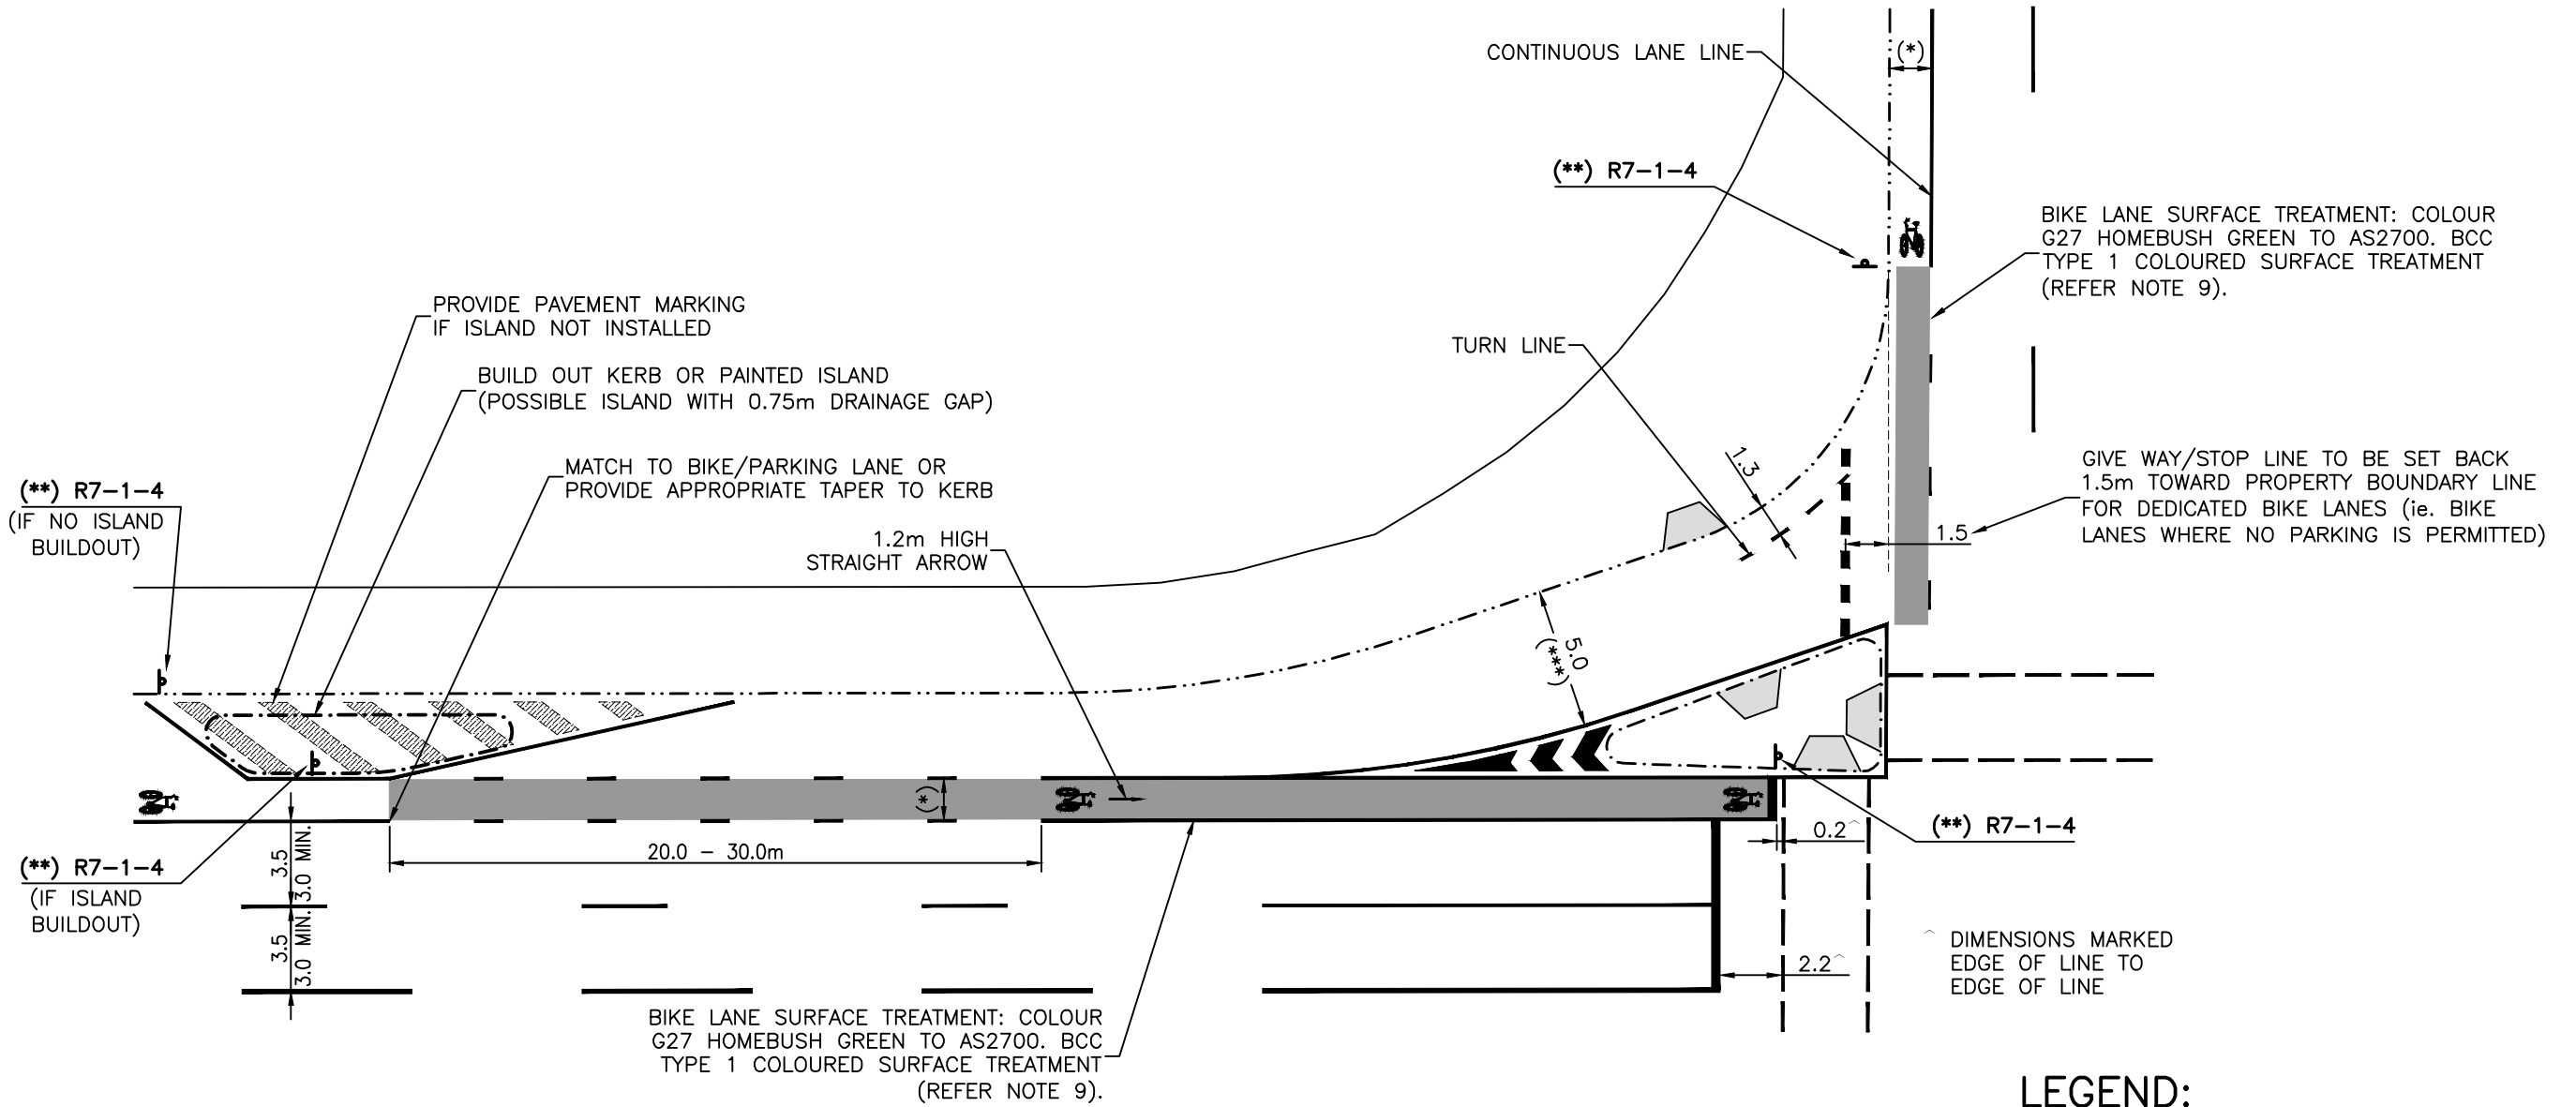 CONTINUOUS LANE LINE
(*)
(**) R7-1-4
BIKE LANE SURFACE TREATMENT: COLOUR
G27 HOMEBUSH GREEN TO AS2700. BCC
TYPE 1 COLOURED SURFACE TREATMENT
(REFER NOTE 9).
PROVIDE PAVEMENT MARKING
IF ISLAND NOT INSTALLED
TURN LINE
BUILD OUT KERB OR PAINTED ISLAND
(POSSIBLE ISLAND WITH 0.75m DRAINAGE GAP)
MATCH TO BIKE/PARKING LANE OR
PROVIDE APPROPRIATE TAPER TO KERB
1.3
GIVE WAY/STOP LINE TO BE SET BACK
1.5m TOWARD PROPERTY BOUNDARY LINE
FOR DEDICATED BIKE LANES (ie. BIKE
LANES WHERE NO PARKING IS PERMITTED)
(**) R7-1-4
(IF NO ISLAND
BUILDOUT)
1.2m HIGH
STRAIGHT ARROW
1.5
5.0
(***)
(*)
(**) R7-1-4
0.2^
20.0 - 30.0m
3.5
3.0 MIN.
(**) R7-1-4
(IF ISLAND
BUILDOUT)
3.5
3.0 MIN.
2.2^
^ DIMENSIONS MARKED
EDGE OF LINE TO
EDGE OF LINE
BIKE LANE SURFACE TREATMENT: COLOUR
G27 HOMEBUSH GREEN TO AS2700. BCC
TYPE 1 COLOURED SURFACE TREATMENT
(REFER NOTE 9).
LEGEND: